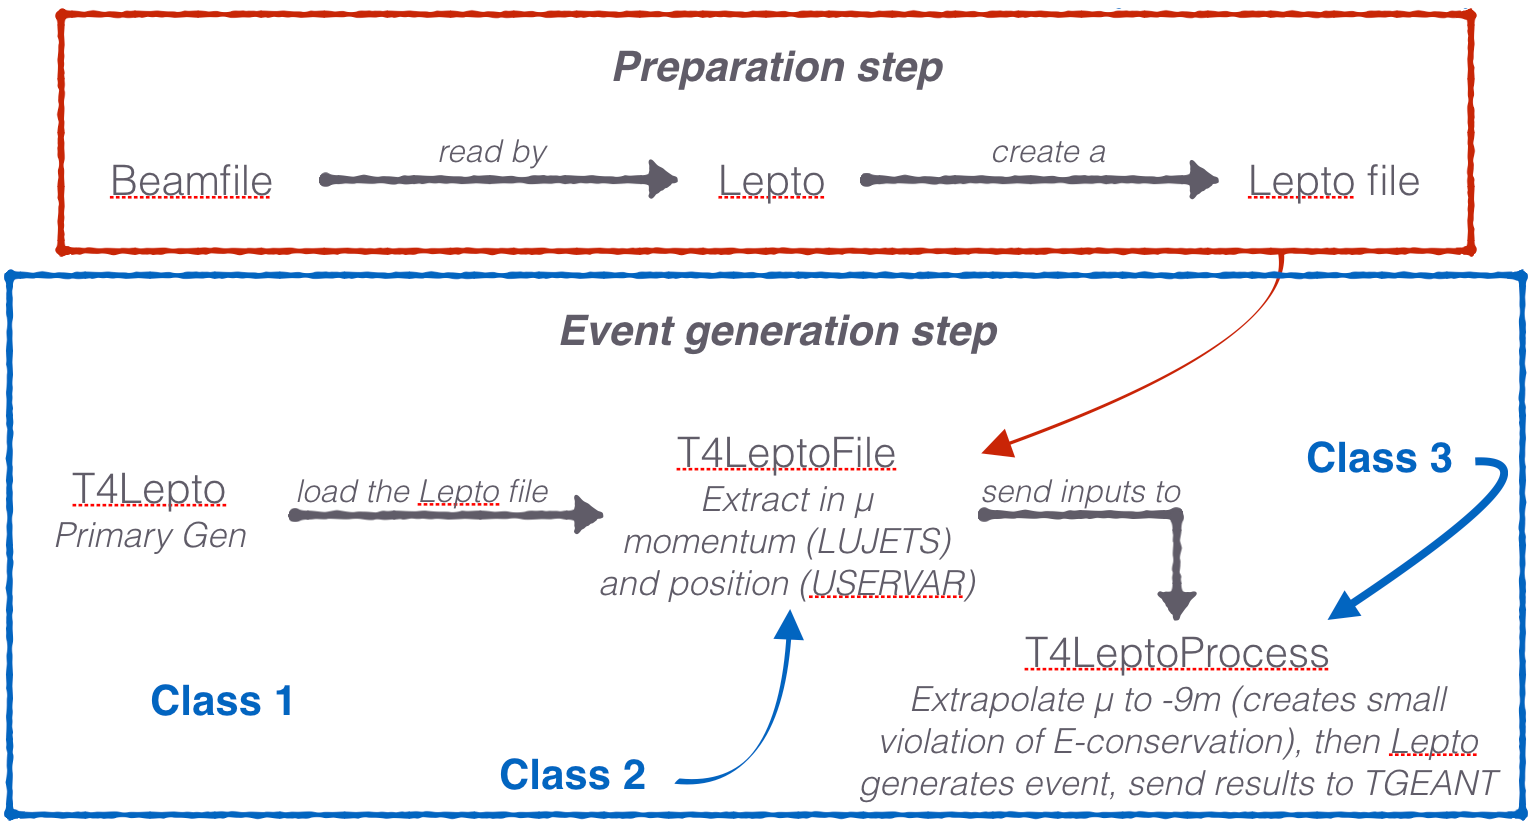 Preparation step
read by
create a
Beamfile
Lepto
Lepto file
Event generation step
T4Lepto
Primary Gen
load the Lepto file
T4LeptoFile
Extract in μ
momentum (LUJETS)
and position (USERVAR)
send inputs to
Class 3
T4LeptoProcess
Extrapolate μ to -9m (creates small
violation of E-conservation), then Lepto
generates event, send results to TGEANT
Class 1
Class 2